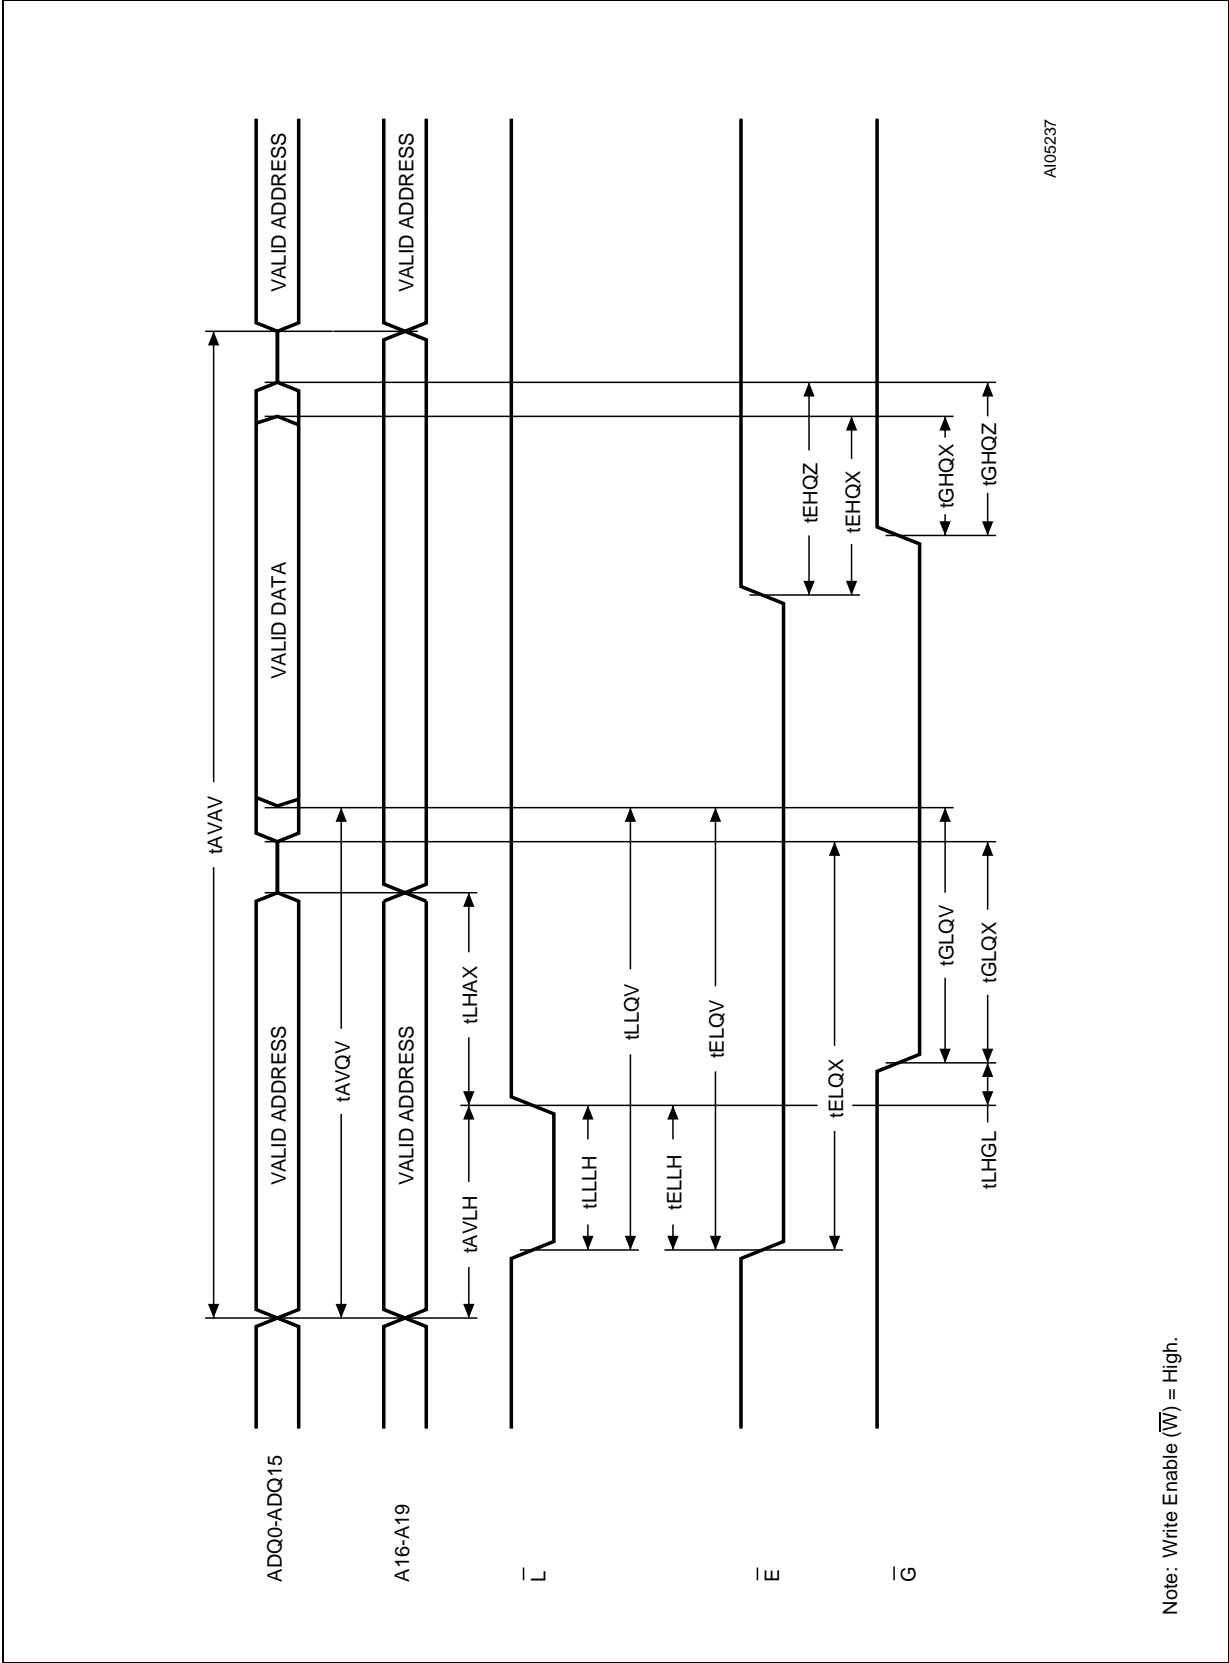 tAVAV
ADQ0-ADQ15
VALID ADDRESS
VALID DATA
VALID ADDRESS
tAVQV
A16-A19
VALID ADDRESS
VALID ADDRESS
tAVLH
tLHAX
L̅
tLLLH
tLLQV
tELLH
tELQV
E̅
tEHQZ
tELQX
tEHQX
G̅
tGLQV
tGHQX
tLHGL
tGLQX
tGHQZ
AI05237
Note: Write Enable (W̅) = High.